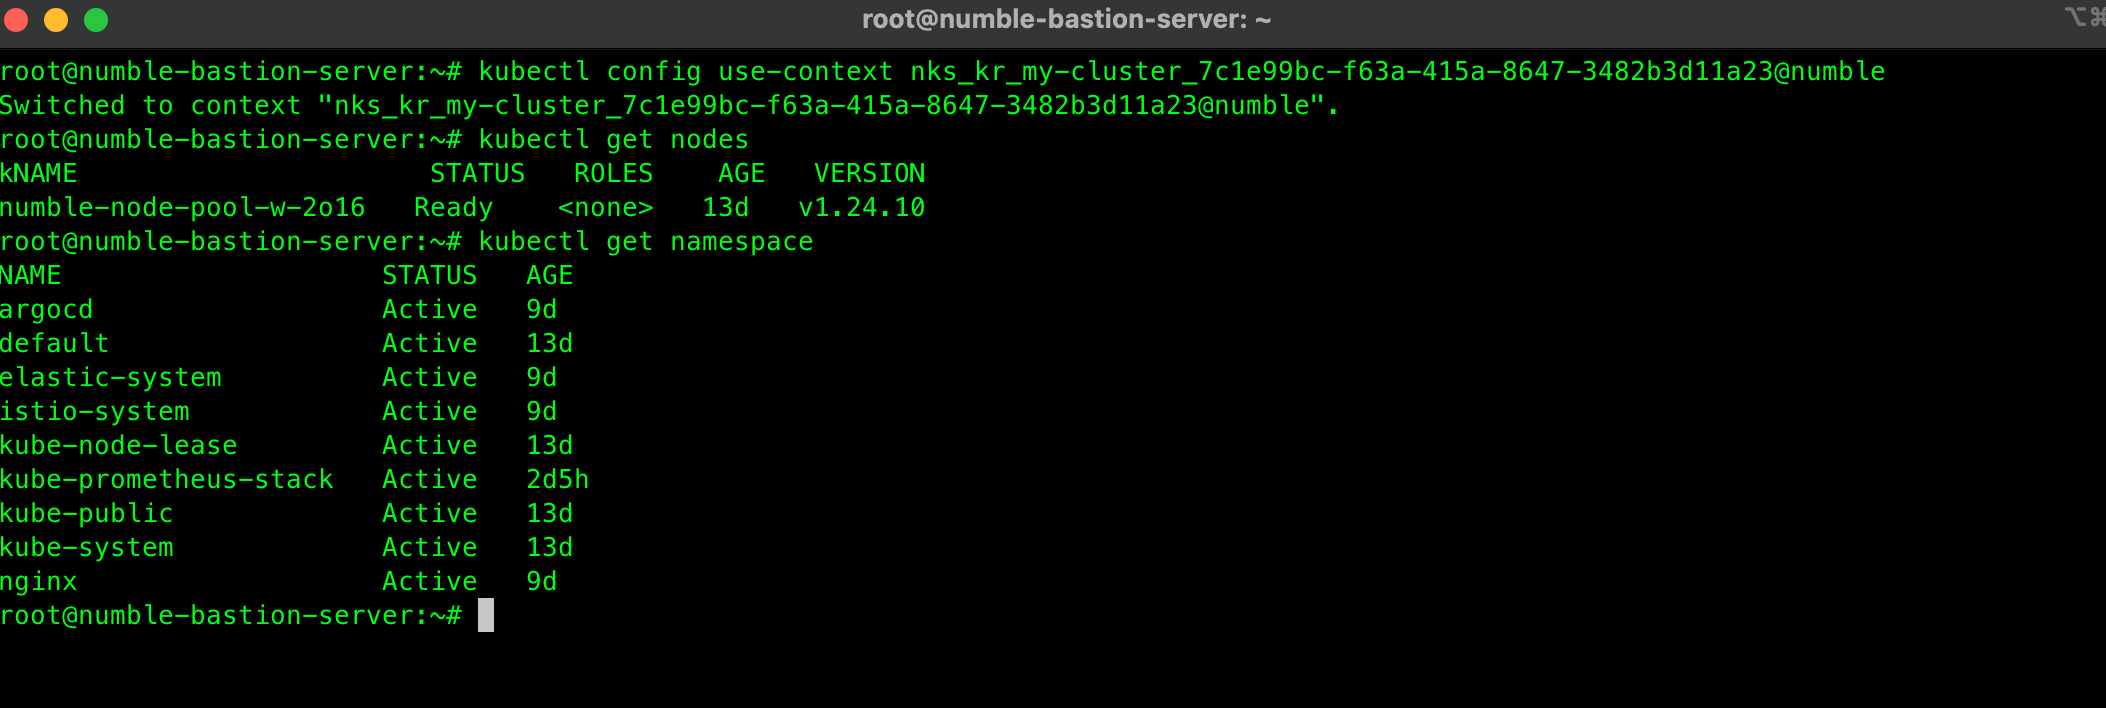 root@numble-bastion-server: ~
⌥⌘
root@numble-bastion-server:~# kubectl config use-context nks_kr_my-cluster_7c1e99bc-f63a-415a-8647-3482b3d11a23@numble
Switched to context "nks_kr_my-cluster_7c1e99bc-f63a-415a-8647-3482b3d11a23@numble".
root@numble-bastion-server:~# kubectl get nodes
kNAME                      STATUS   ROLES    AGE   VERSION
numble-node-pool-w-2o16   Ready    <none>   13d   v1.24.10
root@numble-bastion-server:~# kubectl get namespace
NAME                    STATUS   AGE
argocd                  Active   9d
default                 Active   13d
elastic-system          Active   9d
istio-system            Active   9d
kube-node-lease         Active   13d
kube-prometheus-stack   Active   2d5h
kube-public             Active   13d
kube-system             Active   13d
nginx                   Active   9d
root@numble-bastion-server:~#